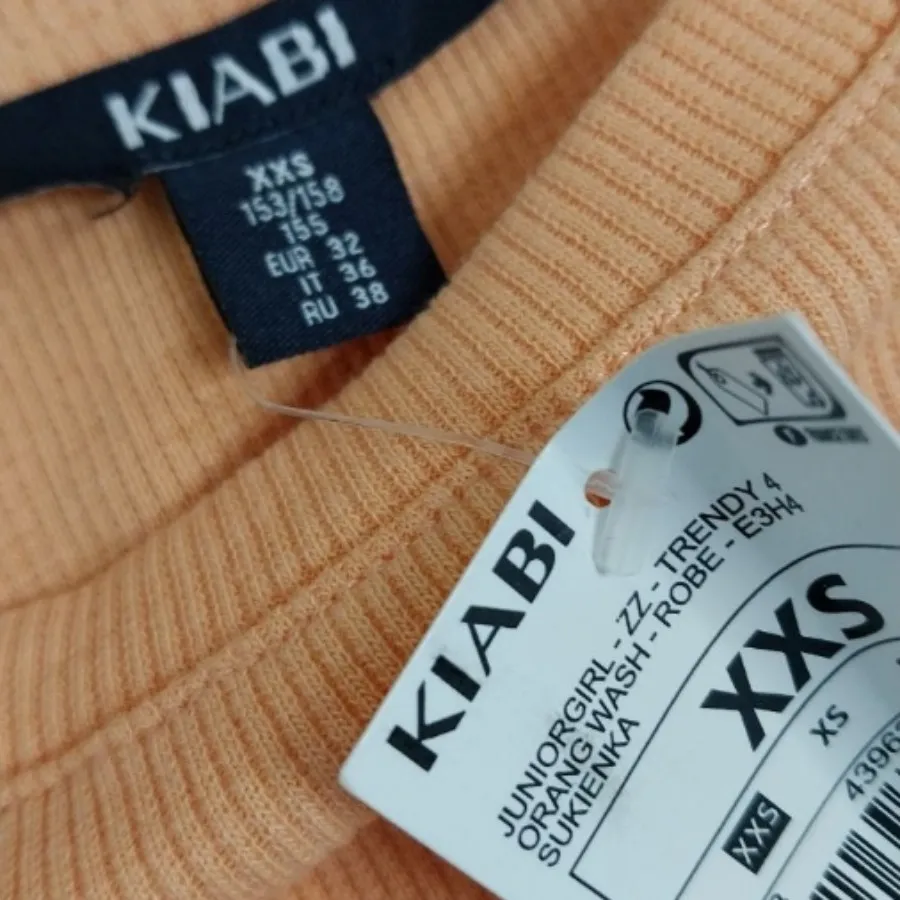 KIABI
XXS
153/158
155
EUR 32
IT 36
RU 38
KIABI
JUNIORGIRL - ZZ - TRENDY 4
ORANG WASH - ROBE - E3H4
SUKIENKA
XXS
XS
XXS